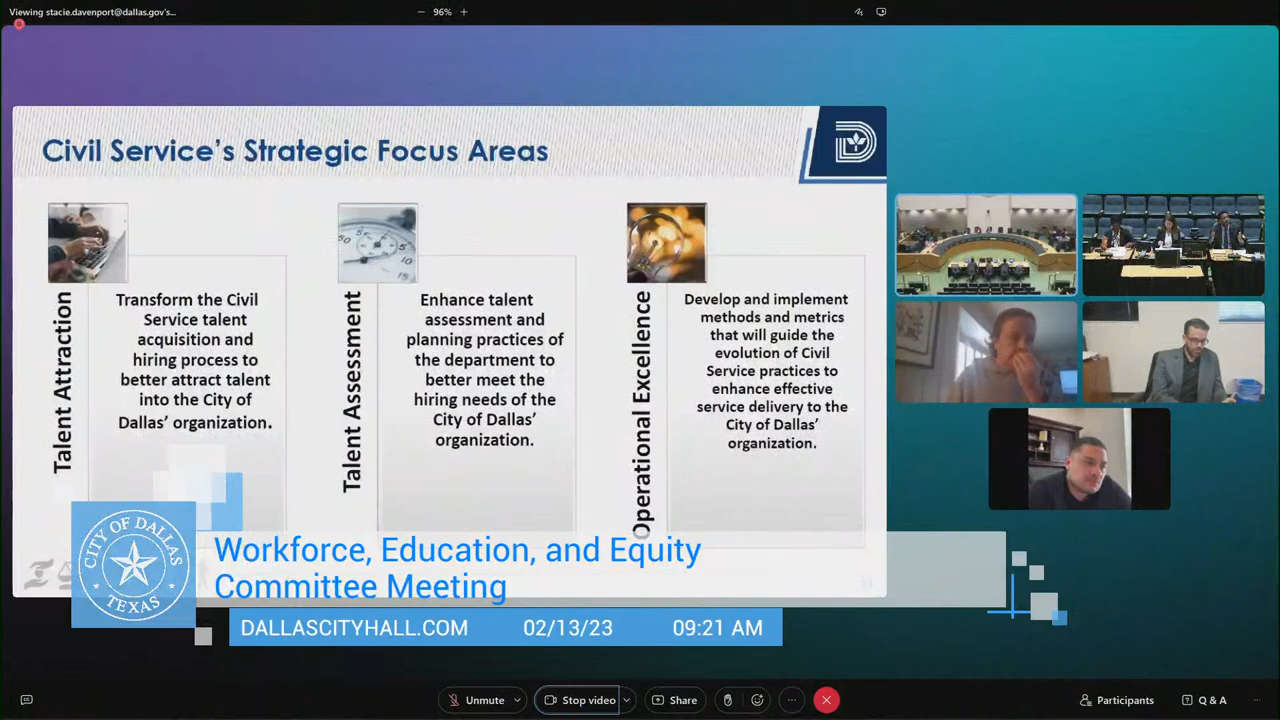 Viewing stacie.davenport@dallas.gov's...
96%
Civil Service's Strategic Focus Areas
Talent Attraction
Transform the Civil
Service talent
acquisition and
hiring process to
better attract talent
into the City of
Dallas' organization.
Talent Assessment
Enhance talent
assessment and
planning practices of
the department to
better meet the
hiring needs of the
City of Dallas'
organization.
Operational Excellence
Develop and implement
methods and metrics
that will guide the
evolution of Civil
Service practices to
enhance effective
service delivery to the
City of Dallas'
organization.
CITY OF DALLAS
TEXAS
Workforce, Education, and Equity
Committee Meeting
DALLASCITYHALL.COM 02/13/23 09:21 AM
Unmute
Stop video
Share
Participants
Q & A